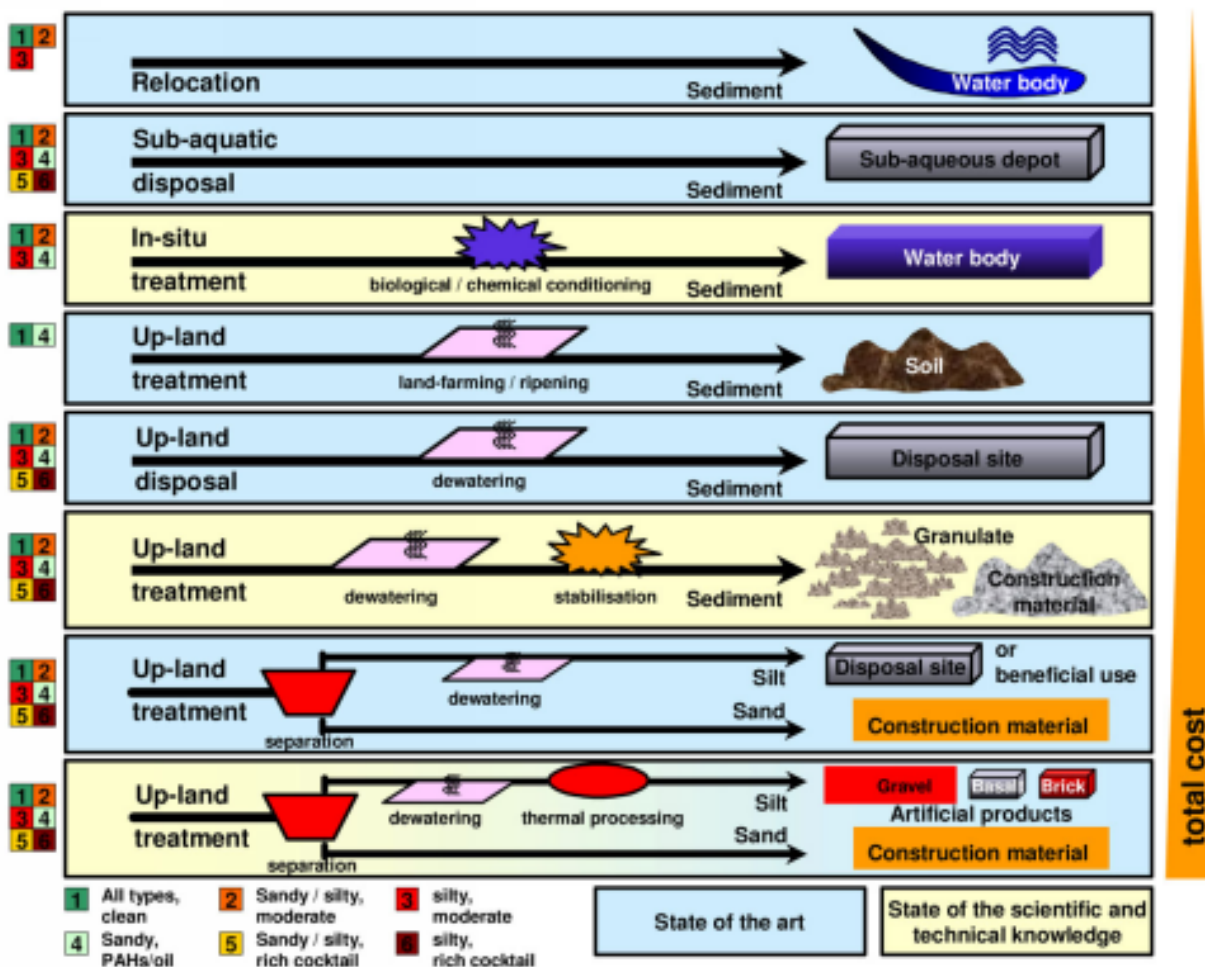 1 2
3
Relocation
Sediment
Water body
1 2
3 4
5 6
Sub-aquatic
disposal
Sediment
Sub-aqueous depot
1 2
3 4
In-situ
treatment
biological / chemical conditioning
Sediment
Water body
1 4
Up-land
treatment
land-farming / ripening
Sediment
Soil
1 2
3 4
5 6
Up-land
disposal
dewatering
Sediment
Disposal site
1 2
3 4
5 6
Up-land
treatment
dewatering
stabilisation
Sediment
Granulate
Construction
material
1 2
3 4
5 6
Up-land
treatment
separation
dewatering
Silt
Sand
Disposal site
or
beneficial use
Construction material
1 2
3 4
5 6
Up-land
treatment
separation
dewatering
thermal processing
Silt
Sand
Gravel
Basal
Brick
Artificial products
Construction material
total cost
1 All types,
clean
2 Sandy / silty,
moderate
3 silty,
moderate
4 Sandy,
PAHs/oil
5 Sandy / silty,
rich cocktail
6 silty,
rich cocktail
State of the art
State of the scientific and
technical knowledge